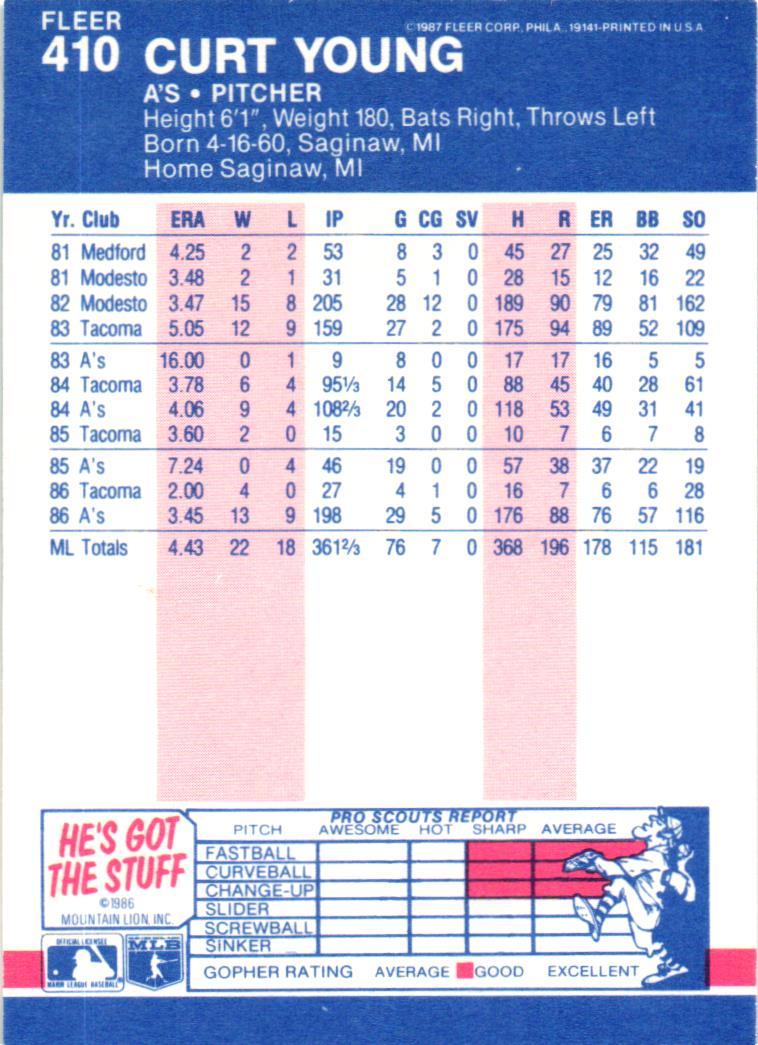 FLEER
©1987 FLEER CORP., PHILA., 19141-PRINTED IN U.S.A
410 CURT YOUNG
A'S • PITCHER
Height 6'1", Weight 180, Bats Right, Throws Left
Born 4-16-60, Saginaw, MI
Home Saginaw, MI
Yr. Club ERA W L IP G CG SV H R ER BB SO
81 Medford 4.25 2 2 53 8 3 0 45 27 25 32 49
81 Modesto 3.48 2 1 31 5 1 0 28 15 12 16 22
82 Modesto 3.47 15 8 205 28 12 0 189 90 79 81 162
83 Tacoma 5.05 12 9 159 27 2 0 175 94 89 52 109
83 A's 16.00 0 1 9 8 0 0 17 17 16 5 5
84 Tacoma 3.78 6 4 95⅓ 14 5 0 88 45 40 28 61
84 A's 4.06 9 4 108⅔ 20 2 0 118 53 49 31 41
85 Tacoma 3.60 2 0 15 3 0 0 10 7 6 7 8
85 A's 7.24 0 4 46 19 0 0 57 38 37 22 19
86 Tacoma 2.00 4 0 27 4 1 0 16 7 6 6 28
86 A's 3.45 13 9 198 29 5 0 176 88 76 57 116
ML Totals 4.43 22 18 361⅔ 76 7 0 368 196 178 115 181
HE'S GOT
THE STUFF
©1986
MOUNTAIN LION, INC.
PRO SCOUTS REPORT
PITCH AWESOME HOT SHARP AVERAGE
FASTBALL
CURVEBALL
CHANGE-UP
SLIDER
SCREWBALL
SINKER
GOPHER RATING AVERAGE GOOD EXCELLENT
OFFICIAL LICENSEE
MAJOR LEAGUE BASEBALL
MLB